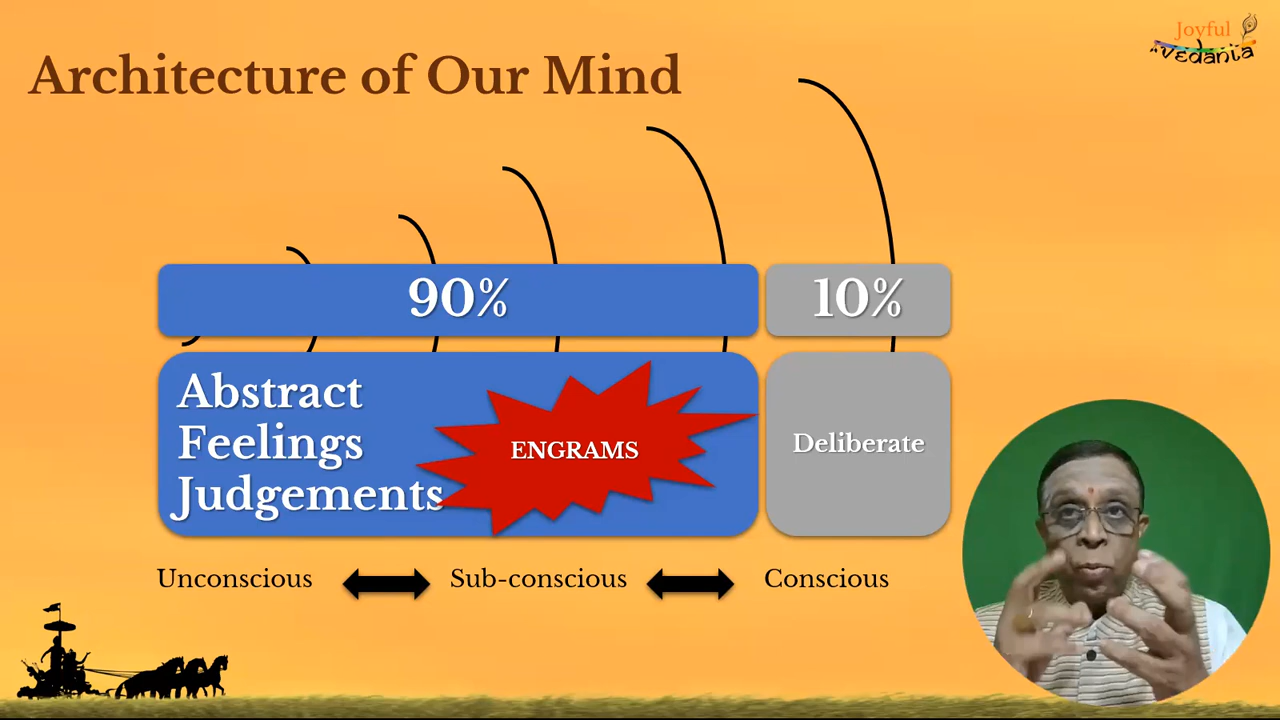 Joyful
vedanta
Architecture of Our Mind
90%
10%
Abstract
Feelings
Judgements
ENGRAMS
Deliberate
Unconscious
Sub-conscious
Conscious